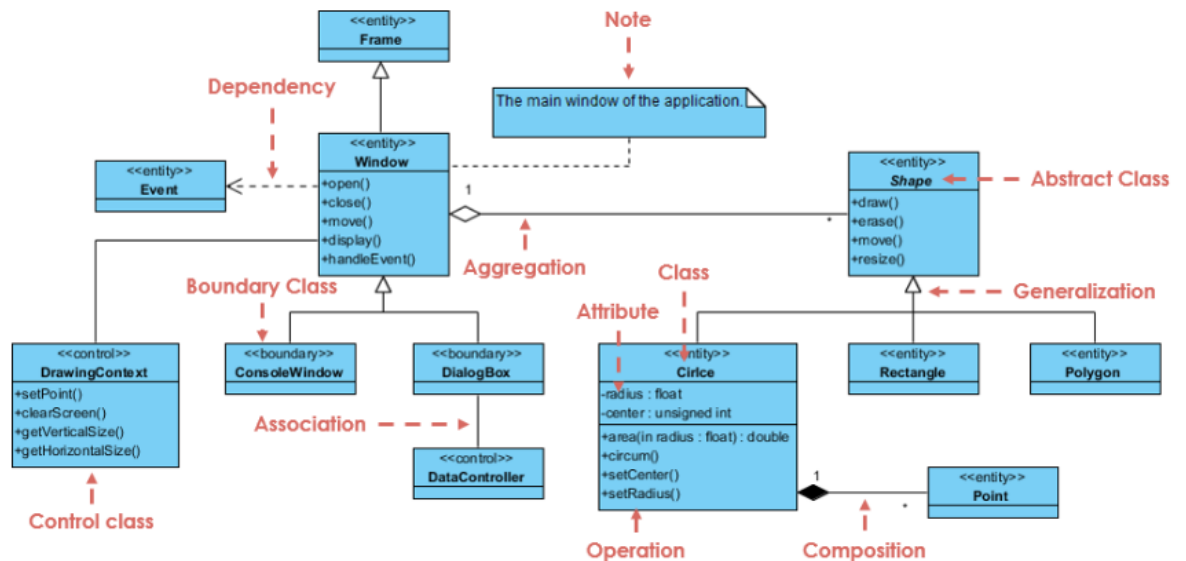 <<entity>>
Frame
Note
Dependency
The main window of the application.
<<entity>>
Window
+open()
+close()
+move()
+display()
+handleEvent()
<<entity>>
Event
1
*
Aggregation
<<entity>>
Shape
+draw()
+erase()
+move()
+resize()
Abstract Class
Generalization
Boundary Class
Class
Attribute
<<control>>
DrawingContext
+setPoint()
+clearScreen()
+getVerticalSize()
+getHorizontalSize()
Control class
<<boundary>>
ConsoleWindow
<<boundary>>
DialogBox
Association
<<control>>
DataController
<<entity>>
Cirlce
-radius : float
-center : unsigned int
+area(in radius : float) : double
+circum()
+setCenter()
+setRadius()
Operation
<<entity>>
Rectangle
<<entity>>
Polygon
1
*
Composition
<<entity>>
Point